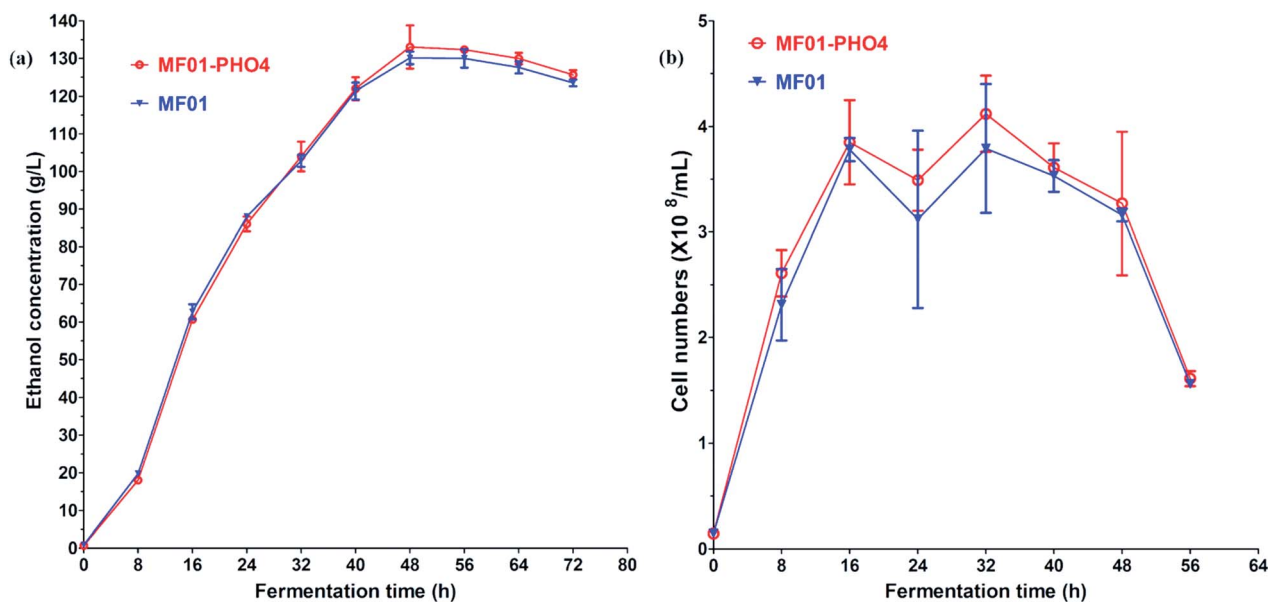 (a)
MF01-PHO4
MF01
Ethanol concentration (g/L)
140
130
120
110
100
90
80
70
60
50
40
30
20
10
0
0 8 16 24 32 40 48 56 64 72 80
Fermentation time (h)
(b)
MF01-PHO4
MF01
Cell numbers (X10 8/mL)
5
4
3
2
1
0
0 8 16 24 32 40 48 56 64
Fermentation time (h)